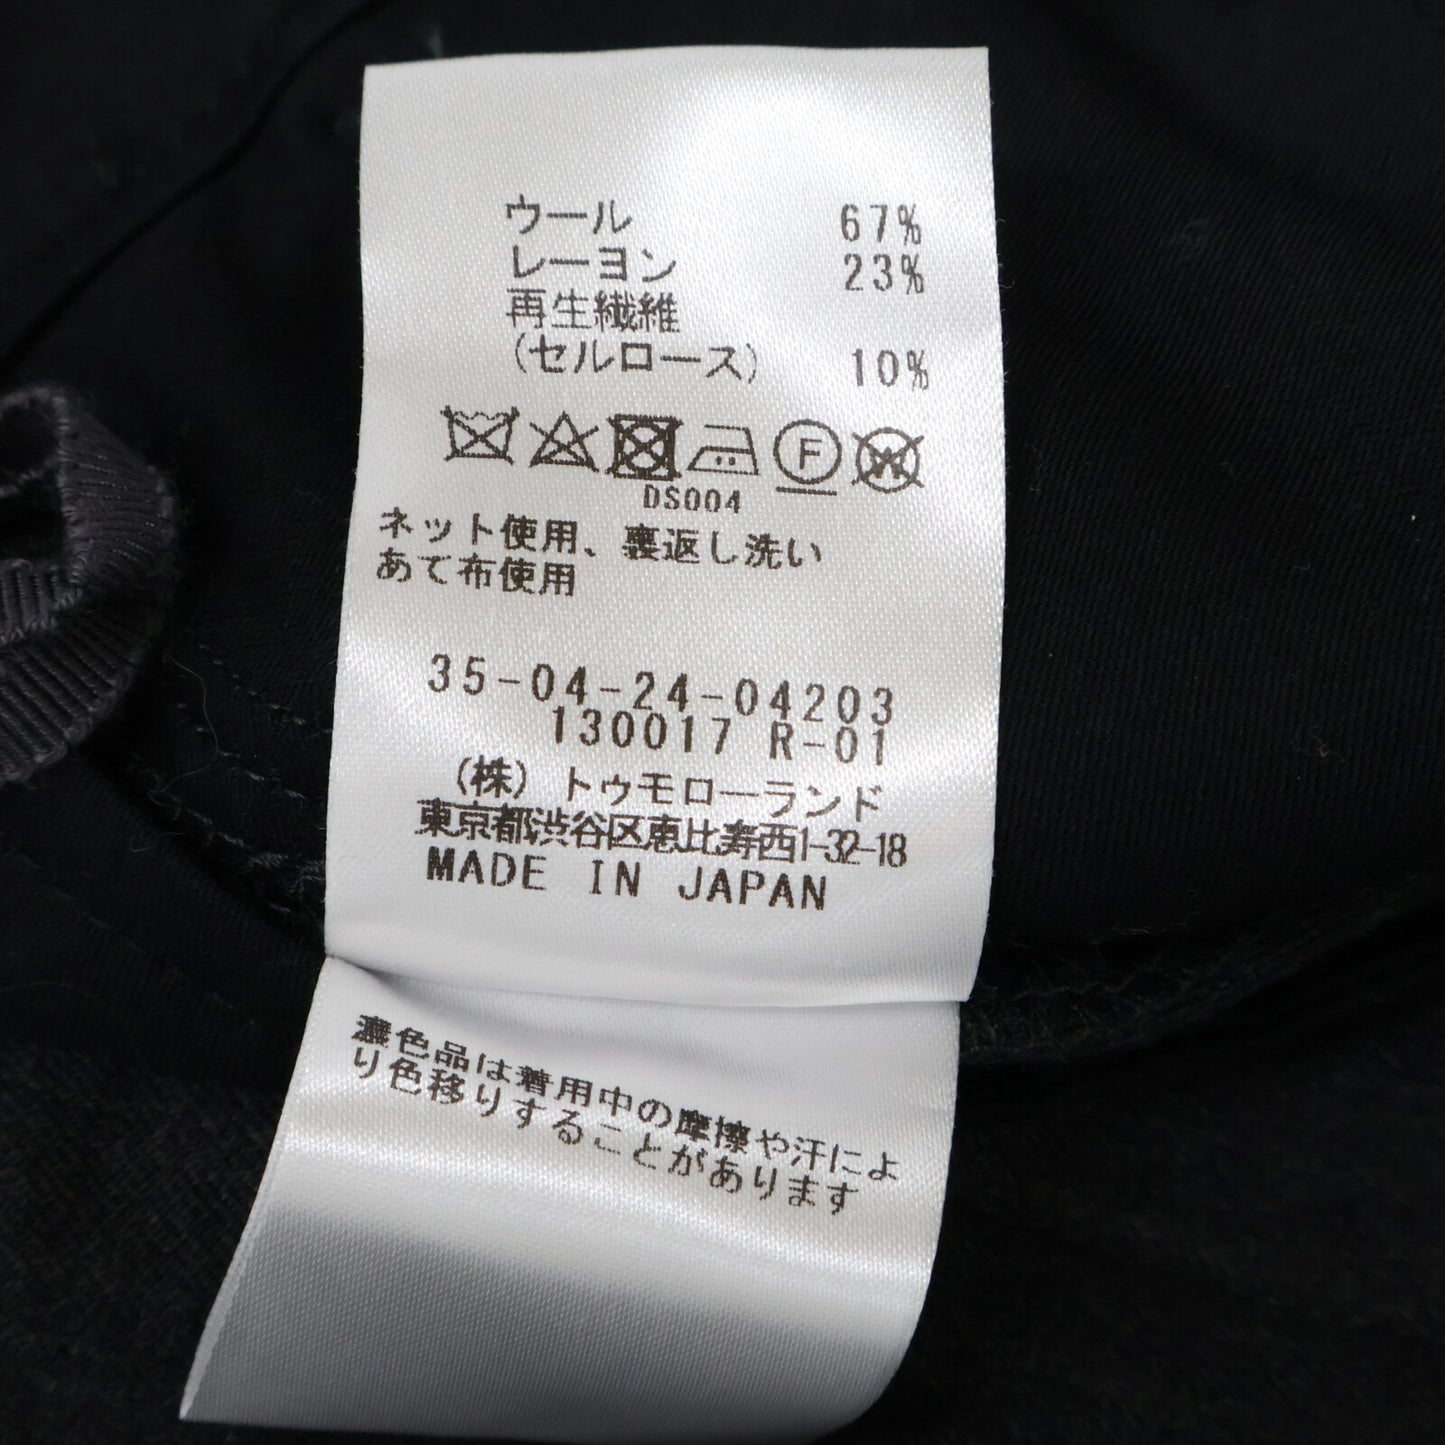 ウール 67%
レーヨン 23%
再生繊維
(セルロース) 10%
F W
DS004
ネット使用、裏返し洗い
あて布使用
35-04-24-04203
130017 R-01
(株) トゥモローランド
東京都渋谷区恵比寿西1-32-18
MADE IN JAPAN
濃色品は着用中の摩擦や汗によ
り色移りすることがあります